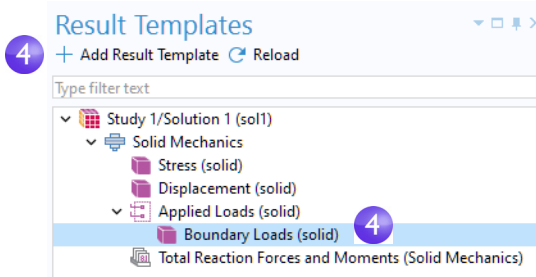 Result Templates
4 Add Result Template Reload
Type filter text
Study 1/Solution 1 (sol1)
Solid Mechanics
Stress (solid)
Displacement (solid)
Applied Loads (solid)
Boundary Loads (solid) 4
Total Reaction Forces and Moments (Solid Mechanics)